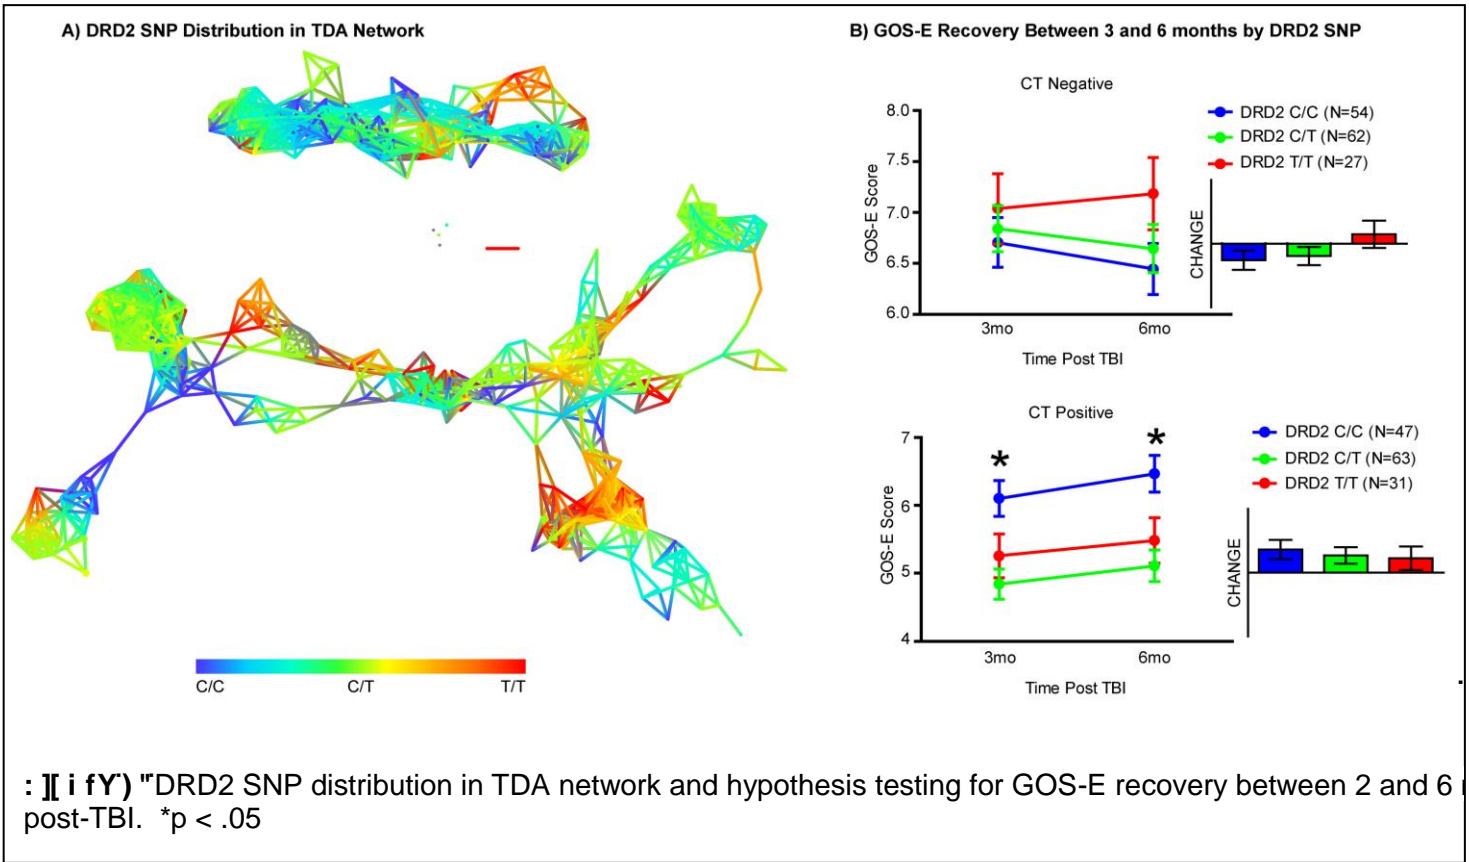 A) DRD2 SNP Distribution in TDA Network
C/C C/T T/T
B) GOS-E Recovery Between 3 and 6 months by DRD2 SNP
CT Negative
DRD2 C/C (N=54)
DRD2 C/T (N=62)
DRD2 T/T (N=27)
GOS-E Score
8.0
7.5
7.0
6.5
6.0
3mo 6mo
Time Post TBI
CHANGE
CT Positive
* *
DRD2 C/C (N=47)
DRD2 C/T (N=63)
DRD2 T/T (N=31)
GOS-E Score
7
6
5
4
3mo 6mo
Time Post TBI
CHANGE
DRD2 SNP distribution in TDA network and hypothesis testing for GOS-E recovery between 2 and 6
post-TBI. *p < .05